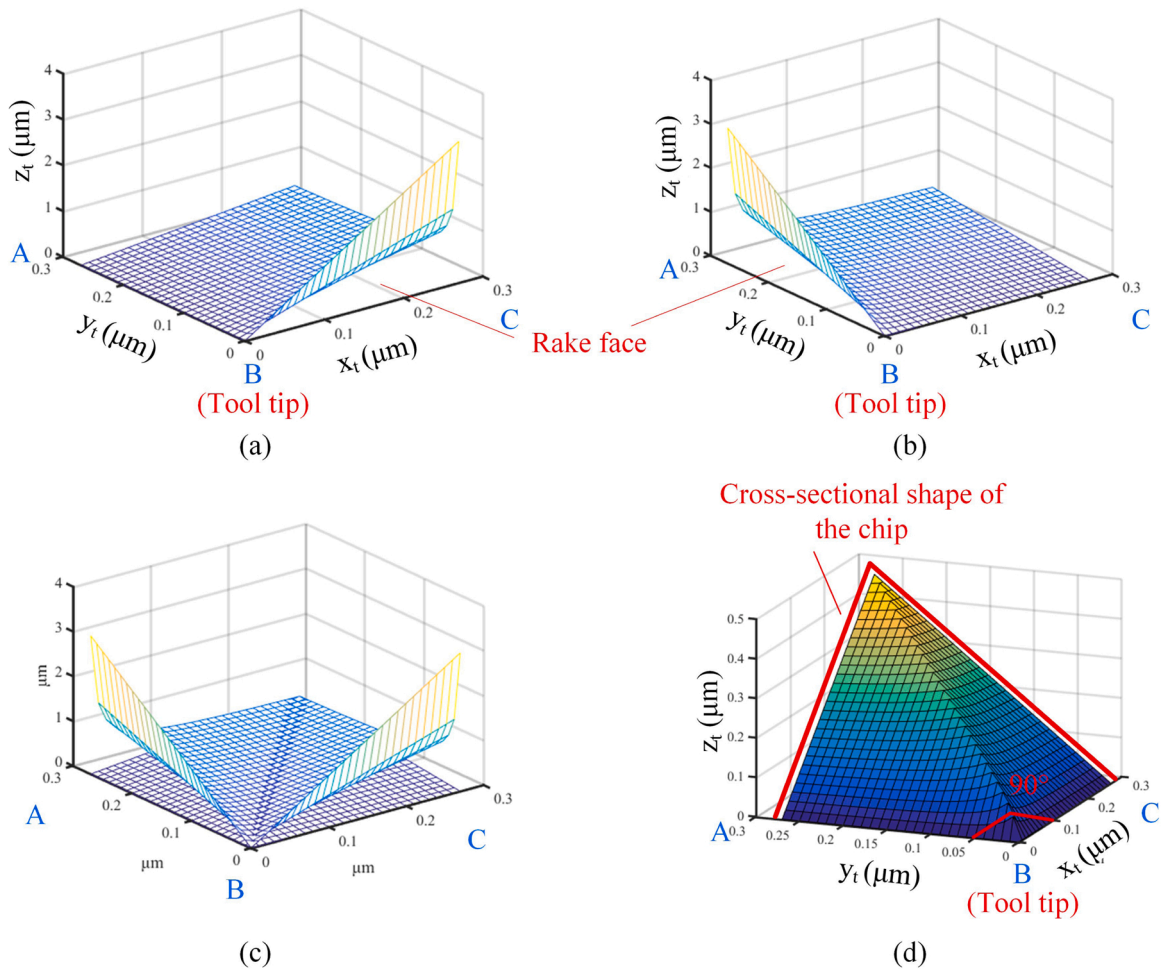 4
3
2
1
0
z_t (μm)
A
0.3
0.2
0.1
0
y_t (μm)
0
0.1
0.2
0.3
x_t (μm)
C
B
(Tool tip)
(a)
Rake face
4
3
2
1
0
z_t (μm)
A
0.3
0.2
0.1
0
y_t (μm)
0
0.1
0.2
0.3
x_t (μm)
C
B
(Tool tip)
(b)
4
3
2
1
0
μm
A
0.3
0.2
0.1
0
μm
0
0.1
0.2
0.3
μm
C
B
(c)
Cross-sectional shape of
the chip
0.5
0.4
0.3
0.2
0.1
0
z_t (μm)
90°
A
0.3
0.25
0.2
0.15
0.1
0.05
0
y_t (μm)
0
0.1
0.2
0.3
x_t (μm)
C
B
(Tool tip)
(d)